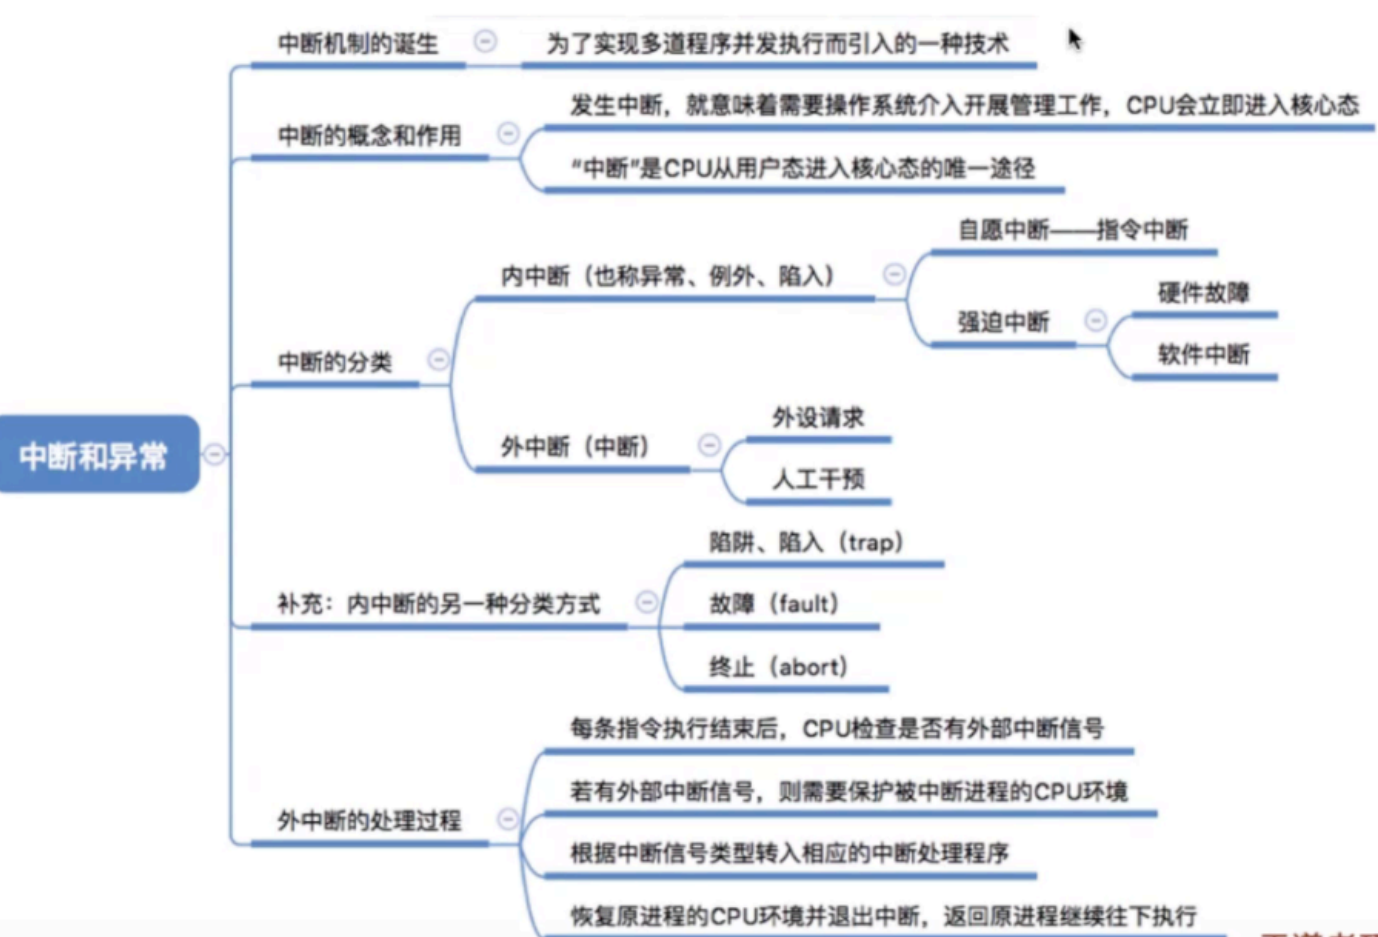 中断机制的诞生
为了实现多道程序并发执行而引入的一种技术
中断的概念和作用
发生中断，就意味着需要操作系统介入开展管理工作，CPU会立即进入核心态
“中断”是CPU从用户态进入核心态的唯一途径
中断的分类
内中断（也称异常、例外、陷入）
自愿中断——指令中断
强迫中断
硬件故障
软件中断
外中断（中断）
外设请求
人工干预
中断和异常
补充：内中断的另一种分类方式
陷阱、陷入（trap）
故障（fault）
终止（abort）
外中断的处理过程
每条指令执行结束后，CPU检查是否有外部中断信号
若有外部中断信号，则需要保护被中断进程的CPU环境
根据中断信号类型转入相应的中断处理程序
恢复原进程的CPU环境并退出中断，返回原进程继续往下执行